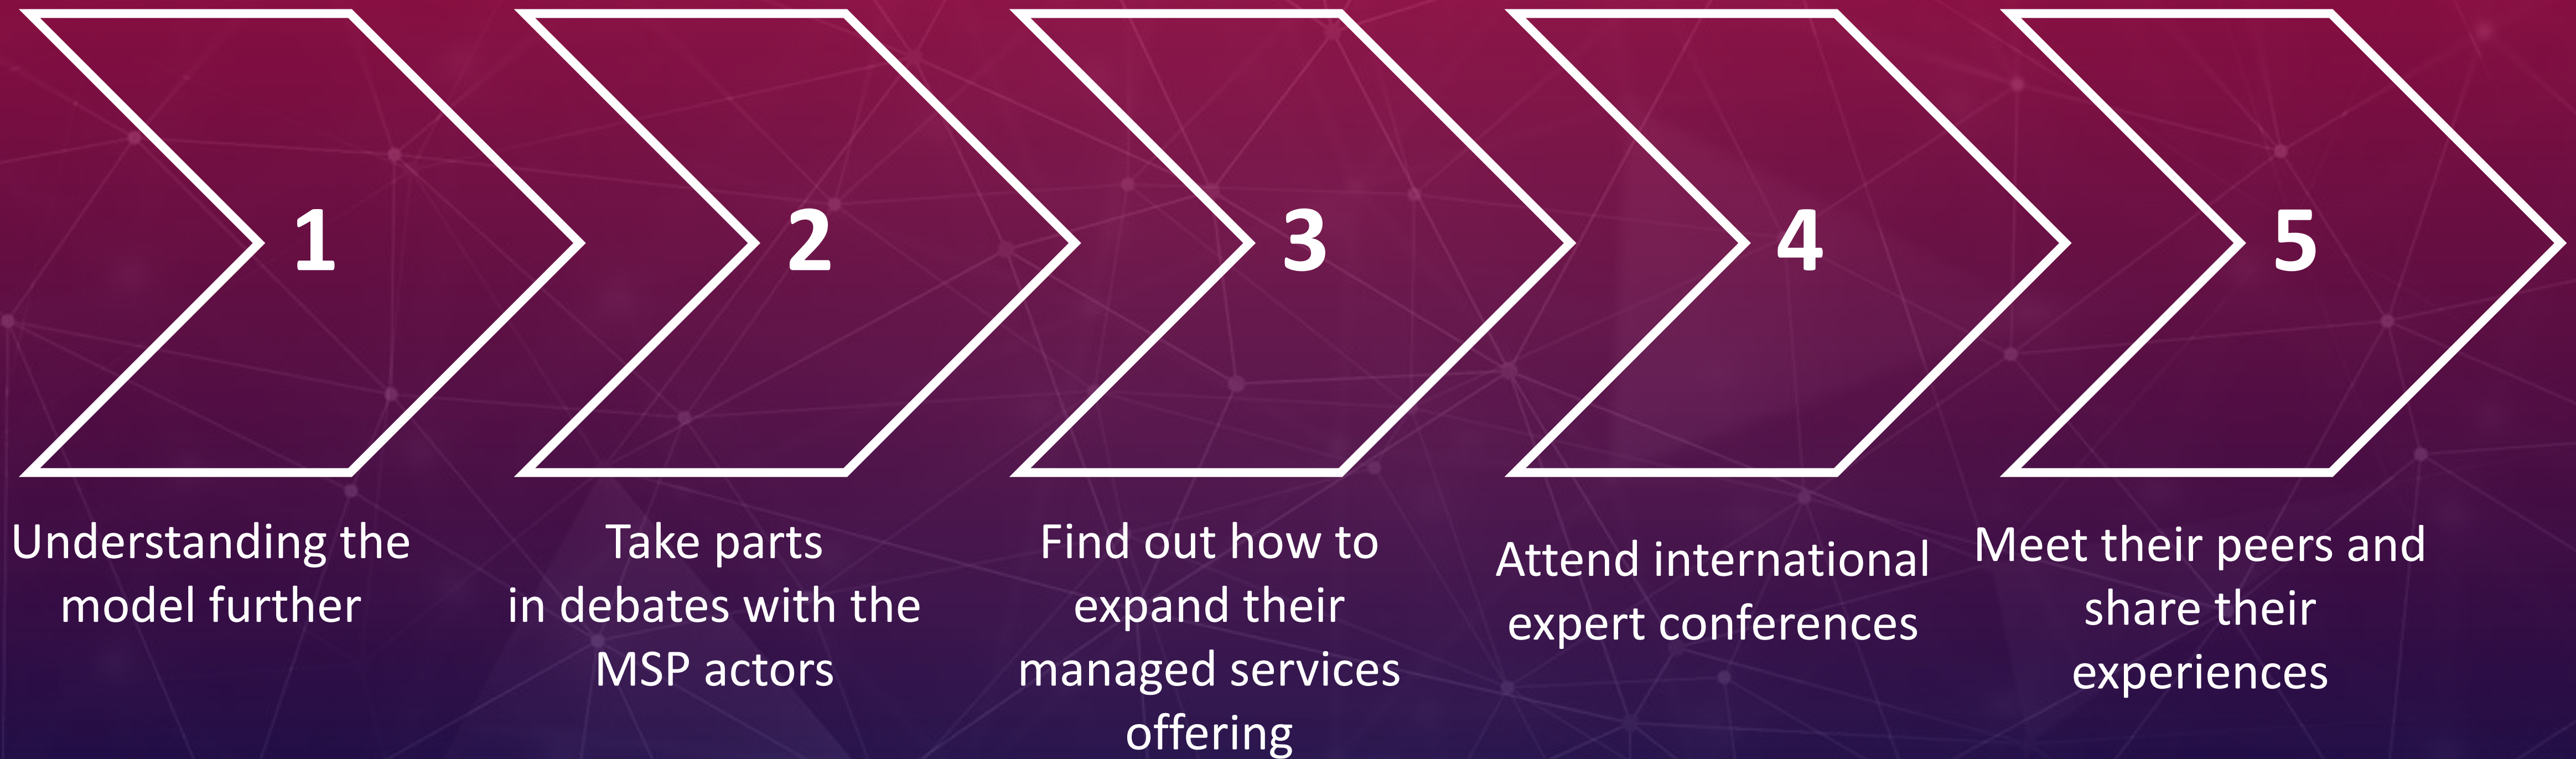 1
2
3
4
5
Understanding the
model further
Take parts
in debates with the
MSP actors
Find out how to
expand their
managed services
offering
Attend international
expert conferences
Meet their peers and
share their
experiences